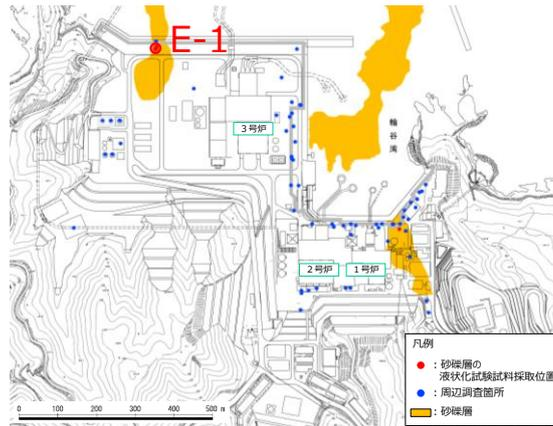 E-1
3号炉
輪谷湾
2号炉
1号炉
凡例
：砂礫層の
液状化試験試料採取位置
：周辺調査箇所
：砂礫層
0 100 200 300 400 500 m